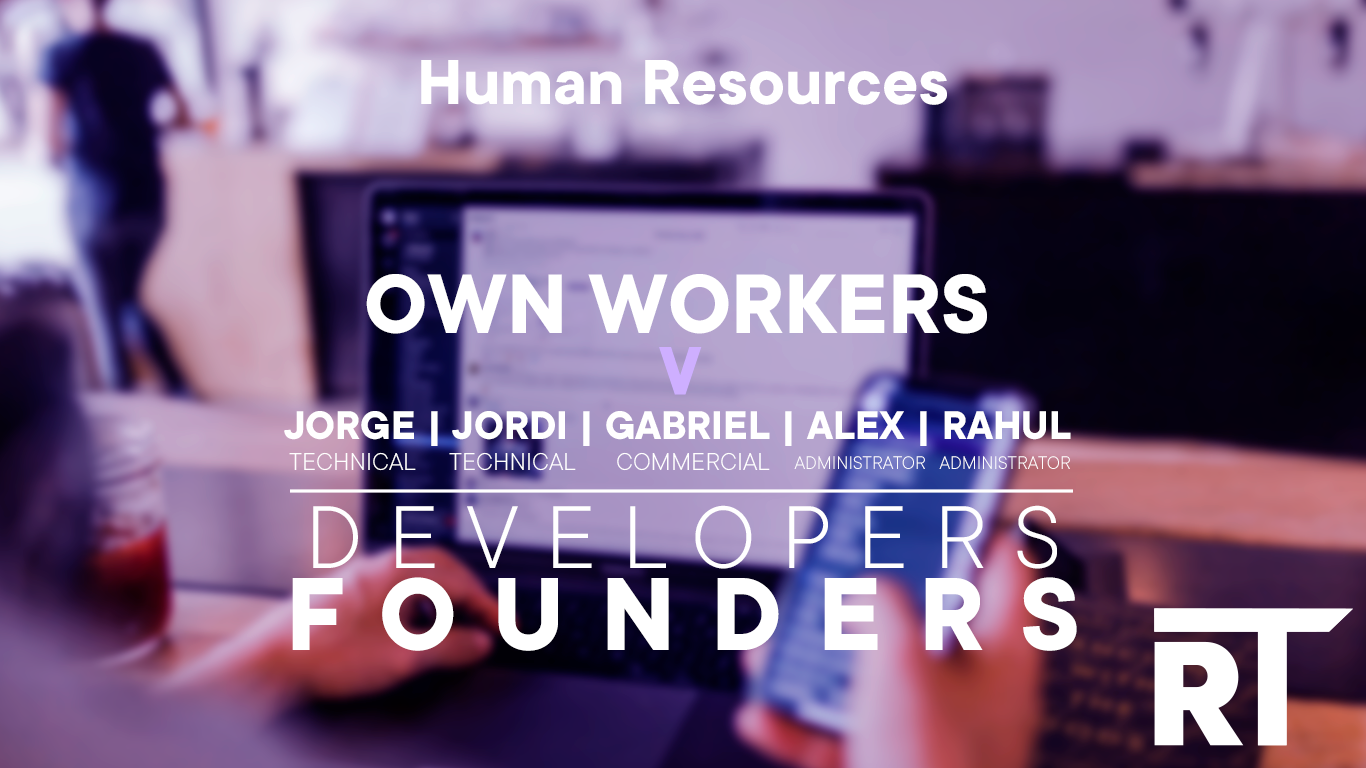 Human Resources
OWN WORKERS
V
JORGE | JORDI | GABRIEL | ALEX | RAHUL
TECHNICAL TECHNICAL COMMERCIAL ADMINISTRATOR ADMINISTRATOR
DEVELOPERS
FOUNDERS
RT